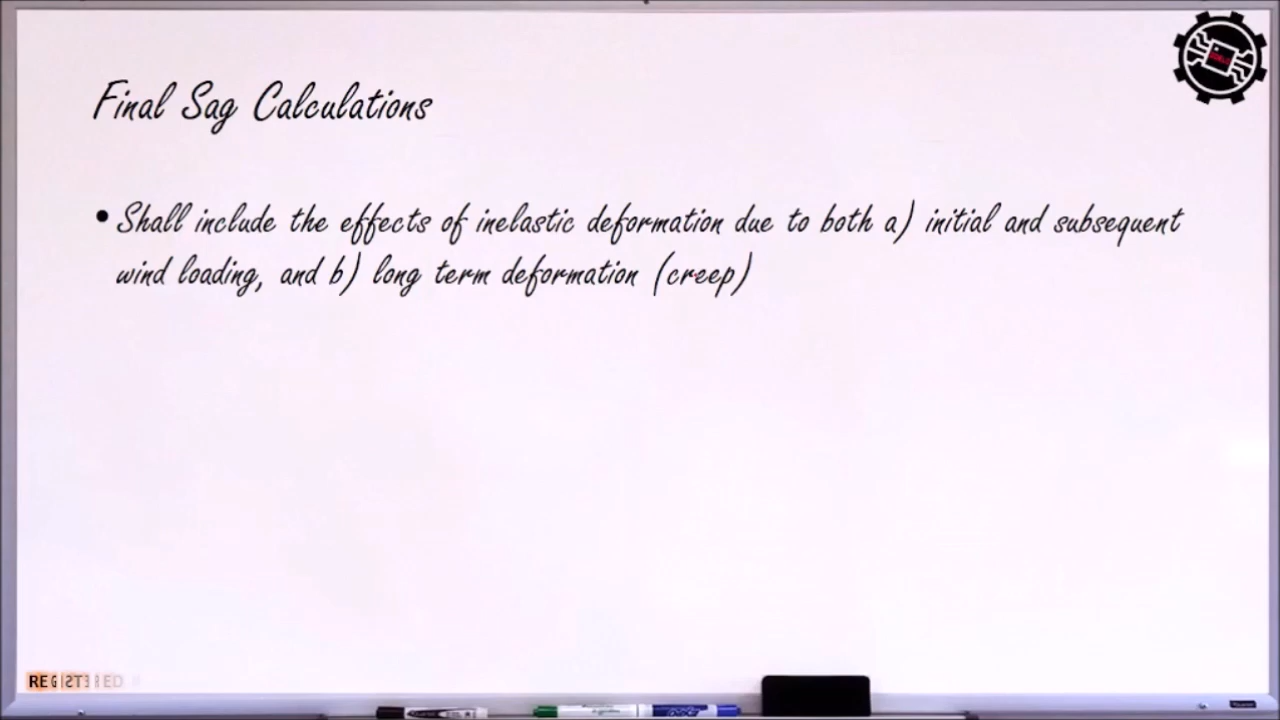 Final Sag Calculations
• Shall include the effects of inelastic deformation due to both a) initial and subsequent
wind loading, and b) long term deformation (creep)